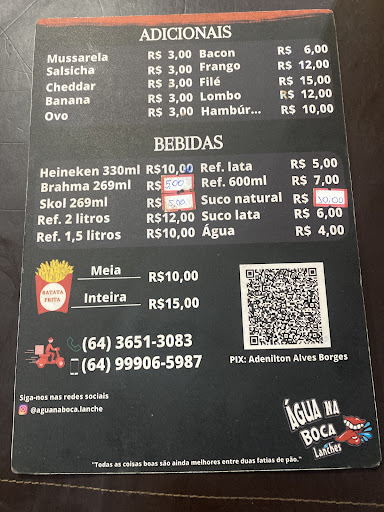 ADICIONAIS
Mussarela R$ 3,00 Bacon R$ 6,00
Salsicha R$ 3,00 Frango R$ 12,00
Cheddar R$ 3,00 Filé R$ 15,00
Banana R$ 3,00 Lombo R$ 12,00
Ovo R$ 3,00 Hambúr... R$ 10,00
BEBIDAS
Heineken 330ml R$10,00 Ref. lata R$ 5,00
Brahma 269ml R$ 5,00 Ref. 600ml R$ 7,00
Skol 269ml R$ 5,00 Suco natural R$ 10,00
Ref. 2 litros R$12,00 Suco lata R$ 6,00
Ref. 1,5 litros R$10,00 Água R$ 4,00
BATATA FRITA
Meia R$10,00
Inteira R$15,00
(64) 3651-3083
(64) 99906-5987
PIX: Adenilton Alves Borges
Siga-nos nas redes sociais
@aguanaboca.lanche
ÁGUA NA
BOCA
Lanches
"Todas as coisas boas são ainda melhores entre duas fatias de pão."